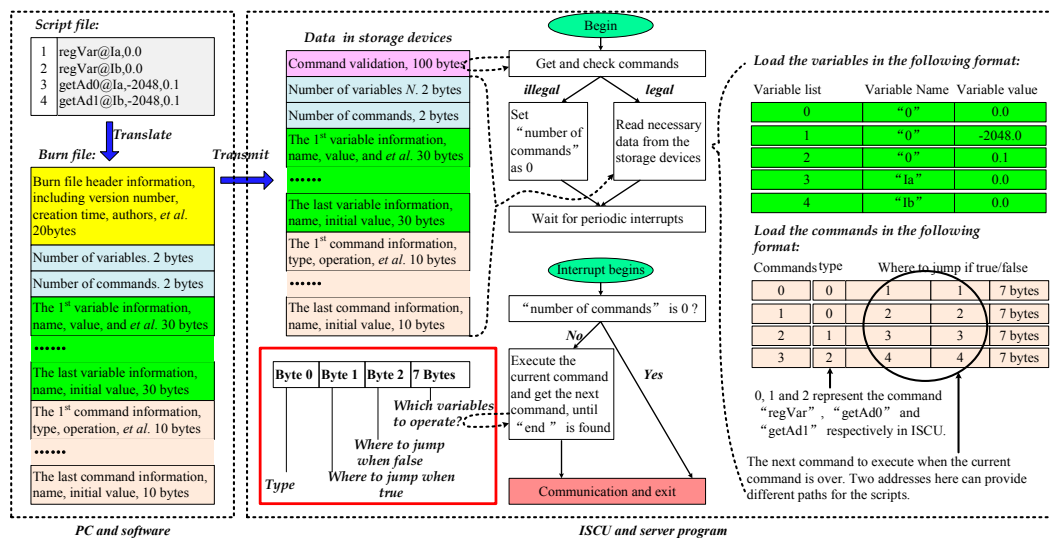 Script file:
1 regVar@Ia,0.0
2 regVar@Ib,0.0
3 getAd0@Ia,-2048,0.1
4 getAd1@Ib,-2048,0.1
Translate
Burn file:
Transmit
Burn file header information,
including version number,
creation time, authors, et al.
20bytes
Number of variables. 2 bytes
Number of commands. 2 bytes
The 1st variable information,
name, value, and et al. 30 bytes
••••••
The last variable information,
name, initial value, 30 bytes
The 1st command information,
type, operation, et al. 10 bytes
••••••
The last command information,
name, initial value, 10 bytes
PC and software
Data in storage devices
Command validation, 100 bytes
Number of variables N. 2 bytes
Number of commands, 2 bytes
The 1st variable information,
name, value, and et al. 30 bytes
••••••
The last variable information,
name, initial value, 30 bytes
The 1st command information,
type, operation, et al. 10 bytes
••••••
The last command information,
name, initial value, 10 bytes
Byte 0 Byte 1 Byte 2 7 Bytes
Which variables
to operate?
Where to jump
when false
Where to jump when
true
Type
Begin
Get and check commands
illegal legal
Set
“number of
commands”
as 0
Read necessary
data from the
storage devices
Wait for periodic interrupts
Interrupt begins
“number of commands” is 0 ?
No
Yes
Execute the
current command
and get the next
command, until
“end ” is found
Communication and exit
Load the variables in the following format:
Variable list Variable Name Variable value
0 “0” 0.0
1 “0” -2048.0
2 “0” 0.1
3 “Ia” 0.0
4 “Ib” 0.0
Load the commands in the following
format:
Commands type Where to jump if true/false
0 0 1 1 7 bytes
1 0 2 2 7 bytes
2 1 3 3 7 bytes
3 2 4 4 7 bytes
0, 1 and 2 represent the command
“regVar” , “getAd0” and
“getAd1” respectively in ISCU.
The next command to execute when the current
command is over. Two addresses here can provide
different paths for the scripts.
ISCU and server program